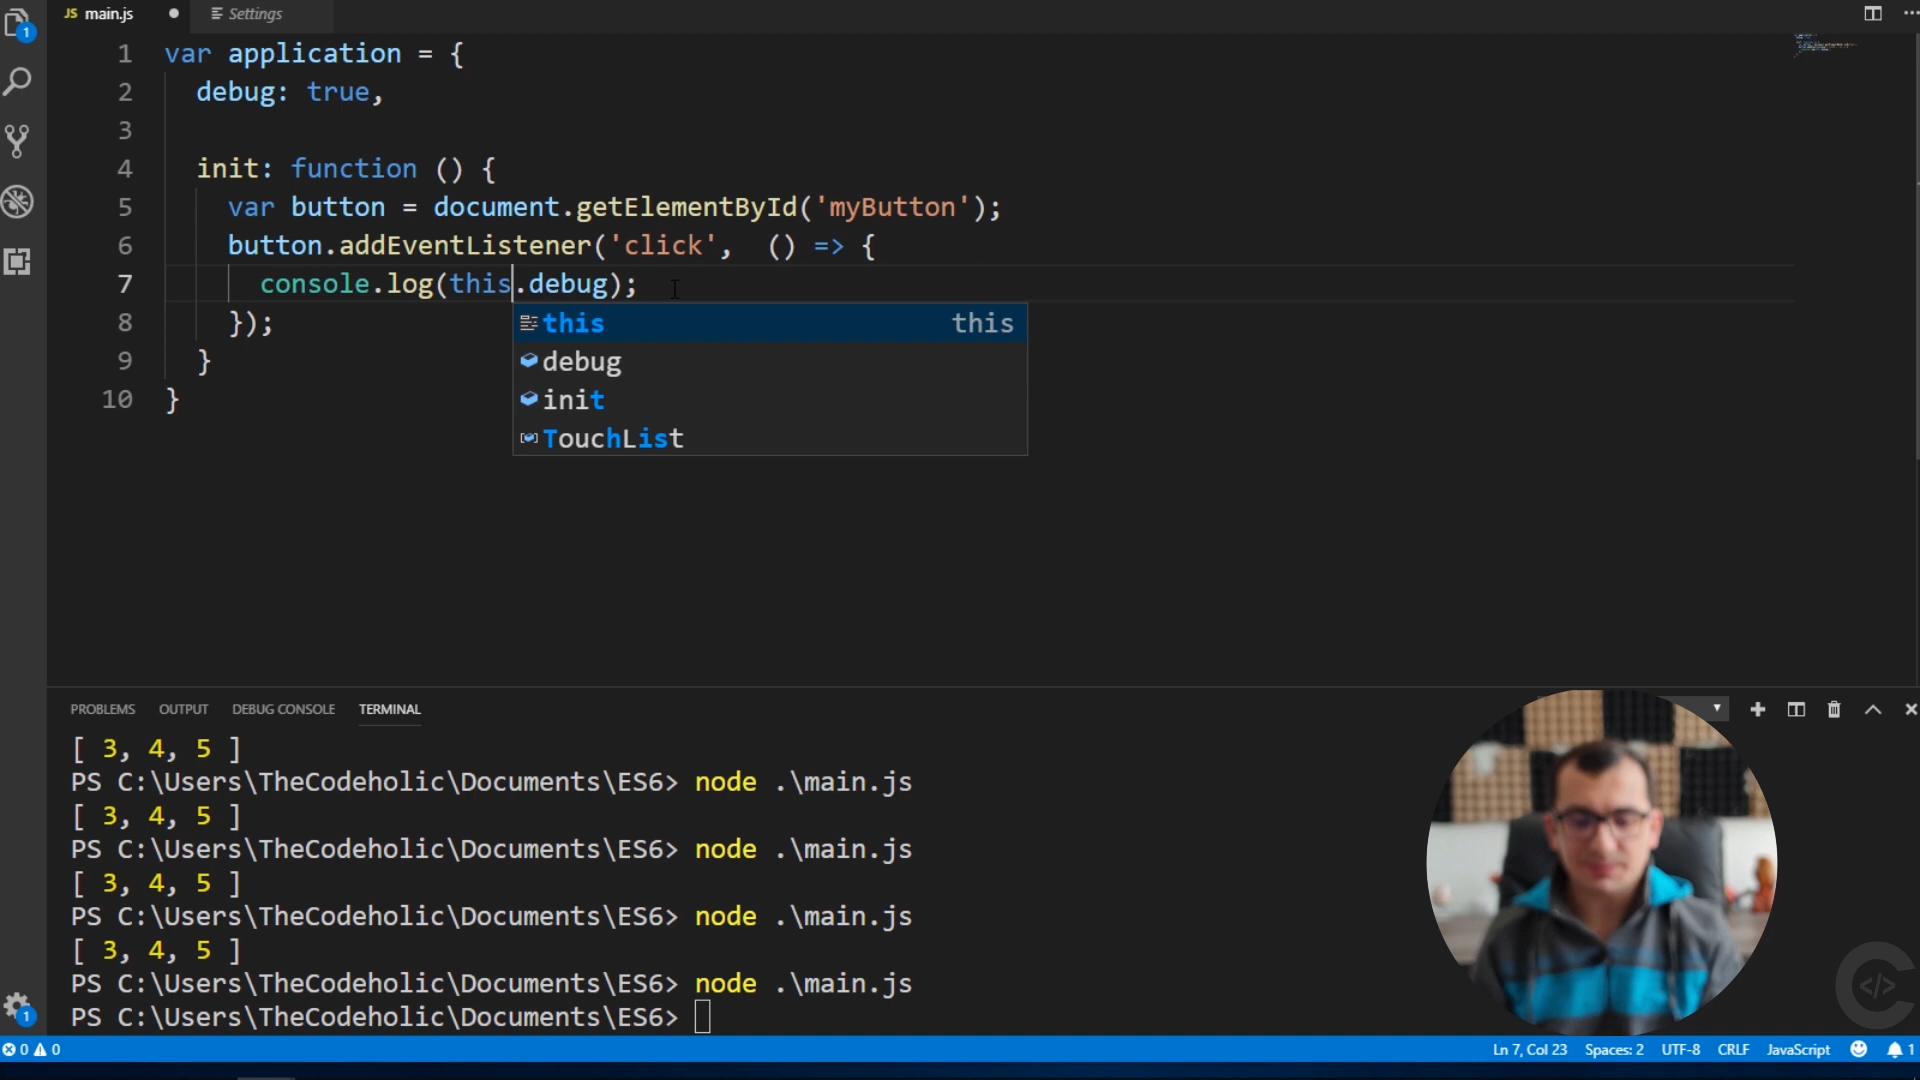 JS main.js ● Settings
1 var application = {
2 debug: true,
3
4 init: function () {
5 var button = document.getElementById('myButton');
6 button.addEventListener('click',  () => {
7 console.log(this.debug);
this this
8 });
debug
9 }
init
10 }
TouchList
PROBLEMS OUTPUT DEBUG CONSOLE TERMINAL
[ 3, 4, 5 ]
PS C:\Users\TheCodeholic\Documents\ES6> node .\main.js
[ 3, 4, 5 ]
PS C:\Users\TheCodeholic\Documents\ES6> node .\main.js
[ 3, 4, 5 ]
PS C:\Users\TheCodeholic\Documents\ES6> node .\main.js
[ 3, 4, 5 ]
PS C:\Users\TheCodeholic\Documents\ES6> node .\main.js
PS C:\Users\TheCodeholic\Documents\ES6>
1
1
0 0 Ln 7, Col 23 Spaces: 2 UTF-8 CRLF JavaScript 1